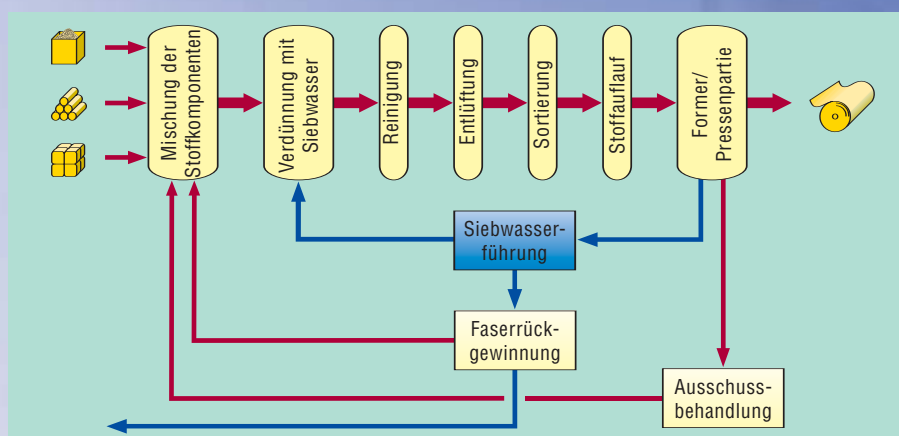 Mischung der
Stoffkomponenten
Verdünnung mit
Siebwasser
Reinigung
Entlüftung
Sortierung
Stoffauflauf
Former/
Pressenpartie
Siebwasser-
führung
Faserrück-
gewinnung
Ausschuss-
behandlung